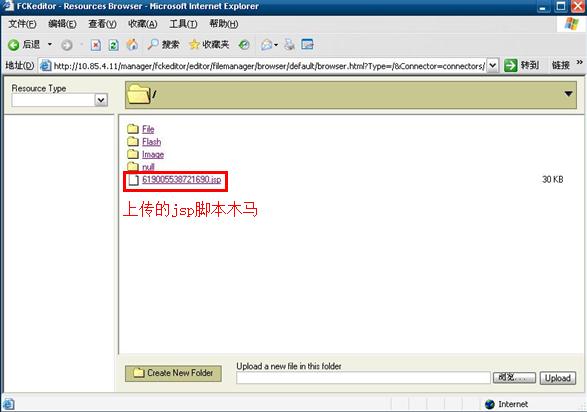 FCKeditor - Resources Browser - Microsoft Internet Explorer
文件(F) 编辑(E) 查看(V) 收藏(A) 工具(T) 帮助(H)
后退 搜索 收藏夹
地址(D) http://10.85.4.11/manager/fckeditor/editor/filemanager/browser/default/browser.html?Type=/&Connector=connectors/ 转到 链接 »
Resource Type
/
File
Flash
Image
null
619005538721690.jsp 30 KB
上传的jsp脚本木马
Create New Folder
Upload a new file in this folder
浏览... Upload
Internet